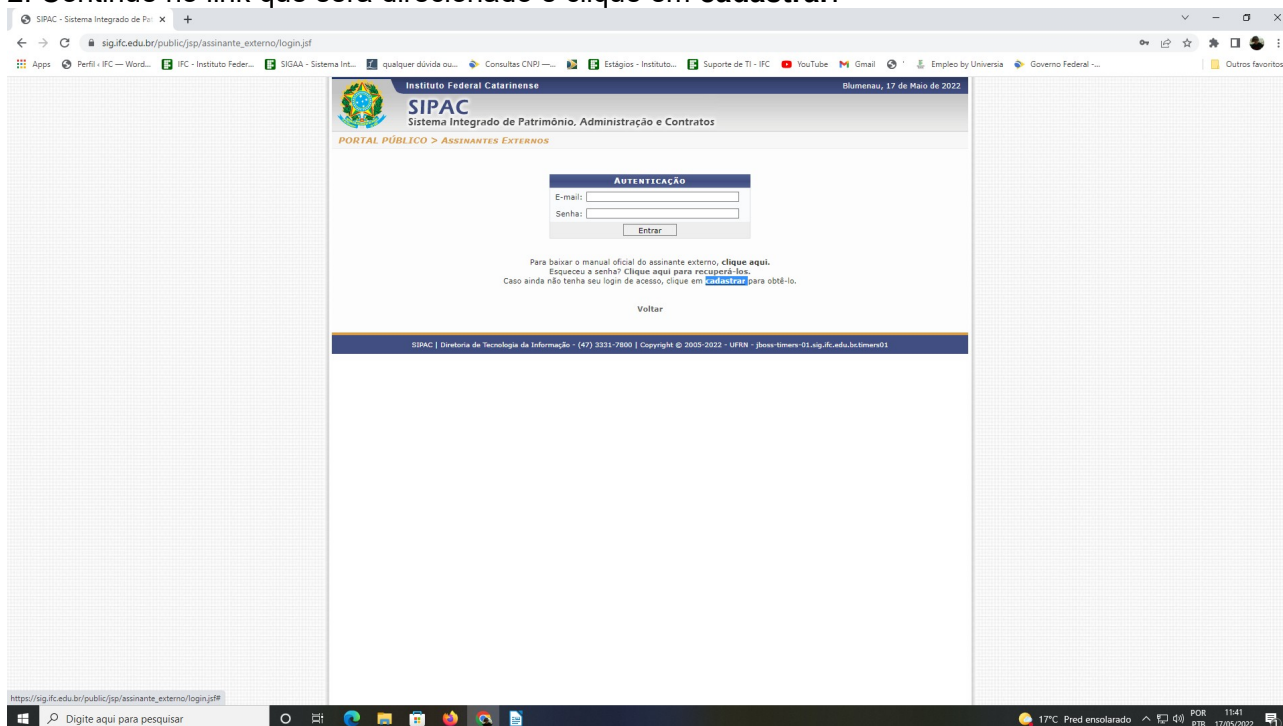 2. Continue no link que será direcionado e clique em cadastrar::
SIPAC - Sistema Integrado de Pat
sig.ifc.edu.br/public/jsp/assinante_externo/login.jsf
Apps Perfil ‹ IFC — Word... IFC - Instituto Feder... SIGAA - Sistema Int... qualquer dúvida ou... Consultas CNPJ —... Estágios - Instituto... Suporte de TI - IFC YouTube Gmail Empleo by Universia Governo Federal -... Outros favoritos
Instituto Federal Catarinense Blumenau, 17 de Maio de 2022
SIPAC
Sistema Integrado de Patrimônio, Administração e Contratos
PORTAL PÚBLICO > ASSINANTES EXTERNOS
AUTENTICAÇÃO
E-mail:
Senha:
Entrar
Para baixar o manual oficial do assinante externo, clique aqui.
Esqueceu a senha? Clique aqui para recuperá-los.
Caso ainda não tenha seu login de acesso, clique em cadastrar para obtê-lo.
Voltar
SIPAC | Diretoria de Tecnologia da Informação - (47) 3331-7800 | Copyright © 2005-2022 - UFRN - jboss-timers-01.sig.ifc.edu.br.timers01
https://sig.ifc.edu.br/public/jsp/assinante_externo/login.jsf#
Digite aqui para pesquisar
17°C Pred ensolarado
POR 11:41
PTB 17/05/2022